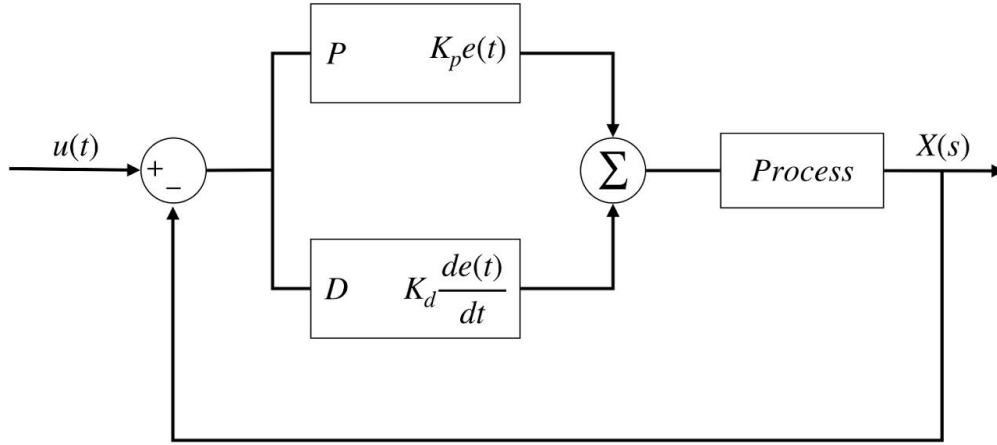 P K_p e(t)
u(t)
+
−
Σ
Process
X(s)
D K_d de(t)/dt